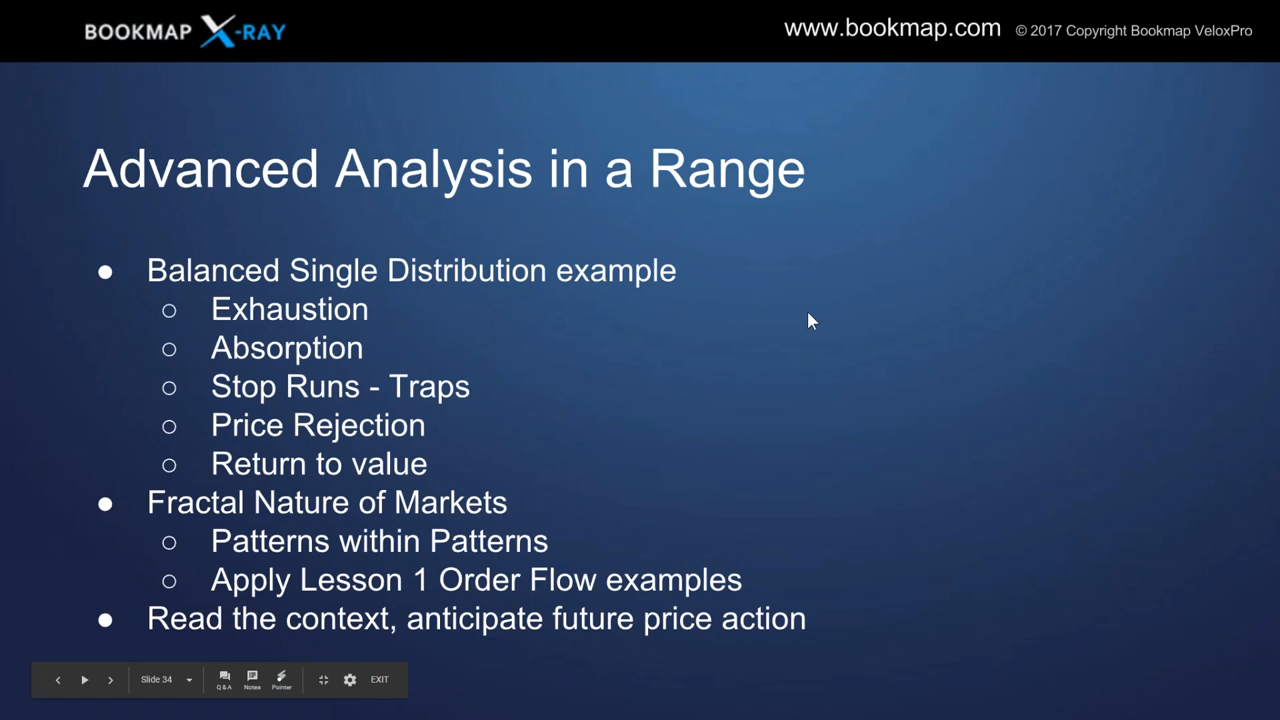 BOOKMAP X-RAY
www.bookmap.com © 2017 Copyright Bookmap VeloxPro
Advanced Analysis in a Range
● Balanced Single Distribution example
○ Exhaustion
○ Absorption
○ Stop Runs - Traps
○ Price Rejection
○ Return to value
● Fractal Nature of Markets
○ Patterns within Patterns
○ Apply Lesson 1 Order Flow examples
● Read the context, anticipate future price action
Slide 34 Q&A Notes Pointer EXIT